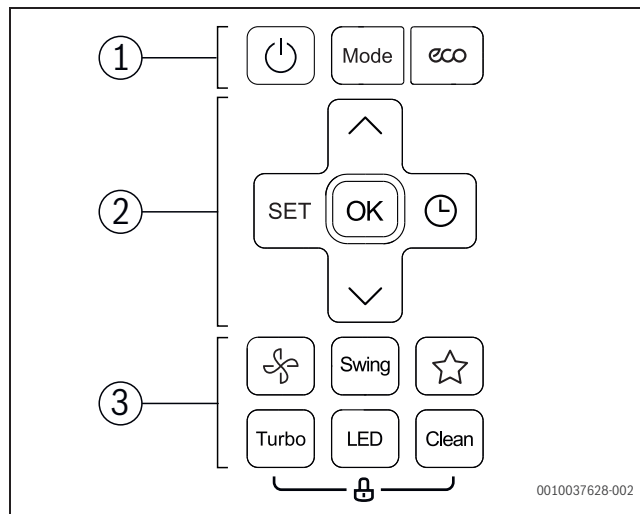 1
Mode eco
2
SET OK
3
Swing
Turbo LED Clean
0010037628-002